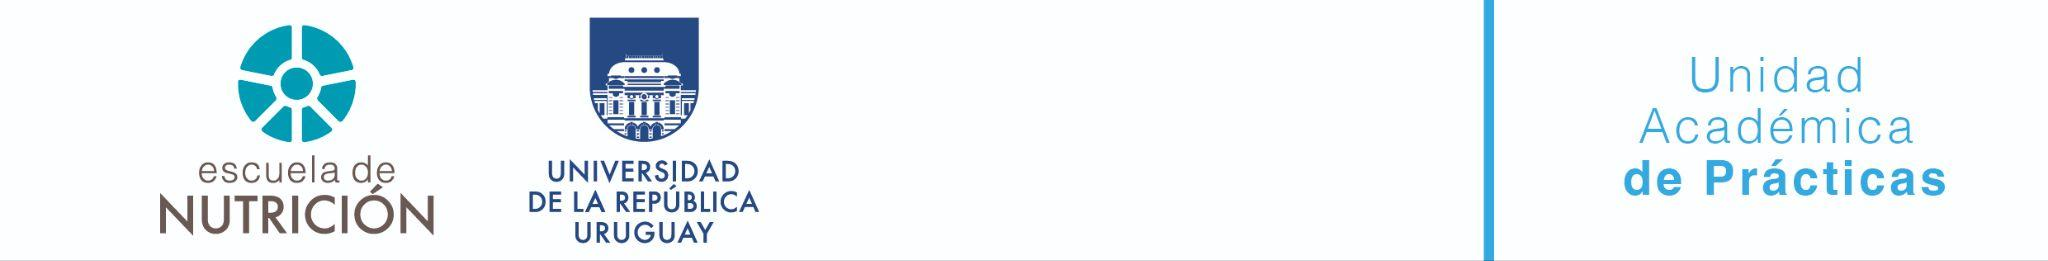 escuela de
NUTRICIÓN
UNIVERSIDAD
DE LA REPÚBLICA
URUGUAY
Unidad
Académica
de Prácticas